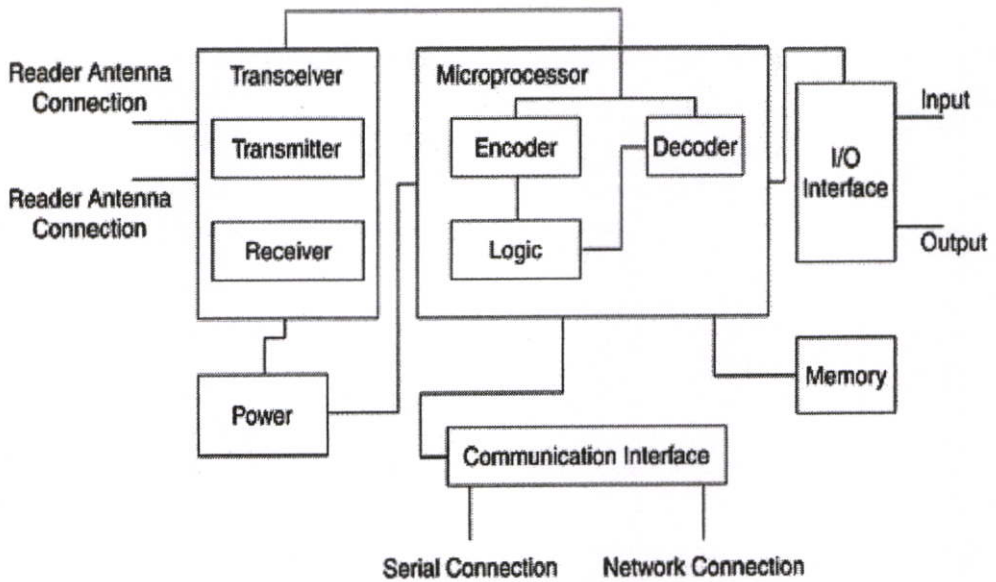 Reader Antenna
Connection
Reader Antenna
Connection
Transceiver
Transmitter
Receiver
Power
Microprocessor
Encoder
Decoder
Logic
I/O
Interface
Input
Output
Memory
Communication Interface
Serial Connection
Network Connection